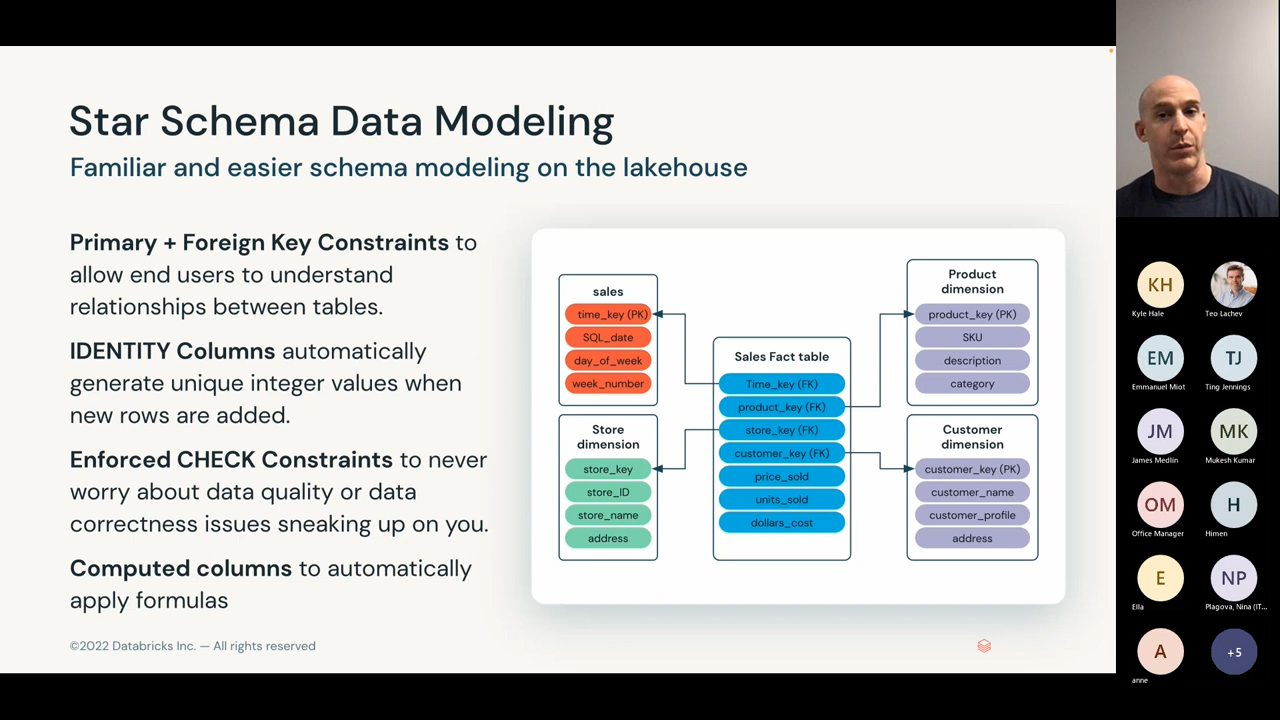 Star Schema Data Modeling
Familiar and easier schema modeling on the lakehouse
Primary + Foreign Key Constraints to
allow end users to understand
relationships between tables.
IDENTITY Columns automatically
generate unique integer values when
new rows are added.
Enforced CHECK Constraints to never
worry about data quality or data
correctness issues sneaking up on you.
Computed columns to automatically
apply formulas
sales
time_key (PK)
SQL_date
day_of_week
week_number
Store
dimension
store_key
store_ID
store_name
address
Sales Fact table
Time_key (FK)
product_key (FK)
store_key (FK)
customer_key (FK)
price_sold
units_sold
dollars_cost
Product
dimension
product_key (PK)
SKU
description
category
Customer
dimension
customer_key (PK)
customer_name
customer_profile
address
©2022 Databricks Inc. — All rights reserved
KH
Kyle Hale
Teo Lachev
EM
Emmanuel Miot
TJ
Ting Jennings
JM
James Medlin
MK
Mukesh Kumar
OM
Office Manager
H
Himen
E
Ella
NP
Plagova, Nina (IT...
A
anne
+5